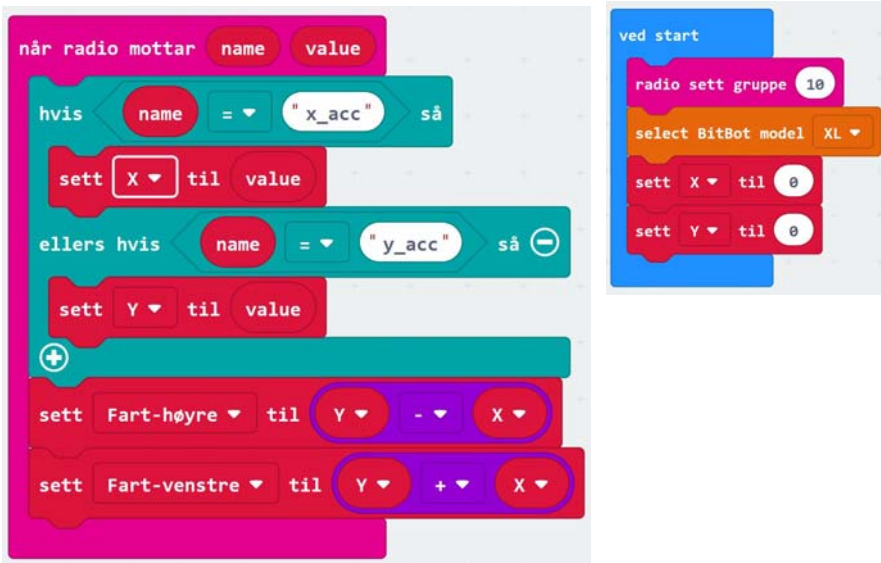 når radio mottar name value
hvis name = "x_acc" så
sett X til value
ellers hvis name = "y_acc" så
sett Y til value
sett Fart-høyre til Y - X
sett Fart-venstre til Y + X
ved start
radio sett gruppe 10
select BitBot model XL
sett X til 0
sett Y til 0